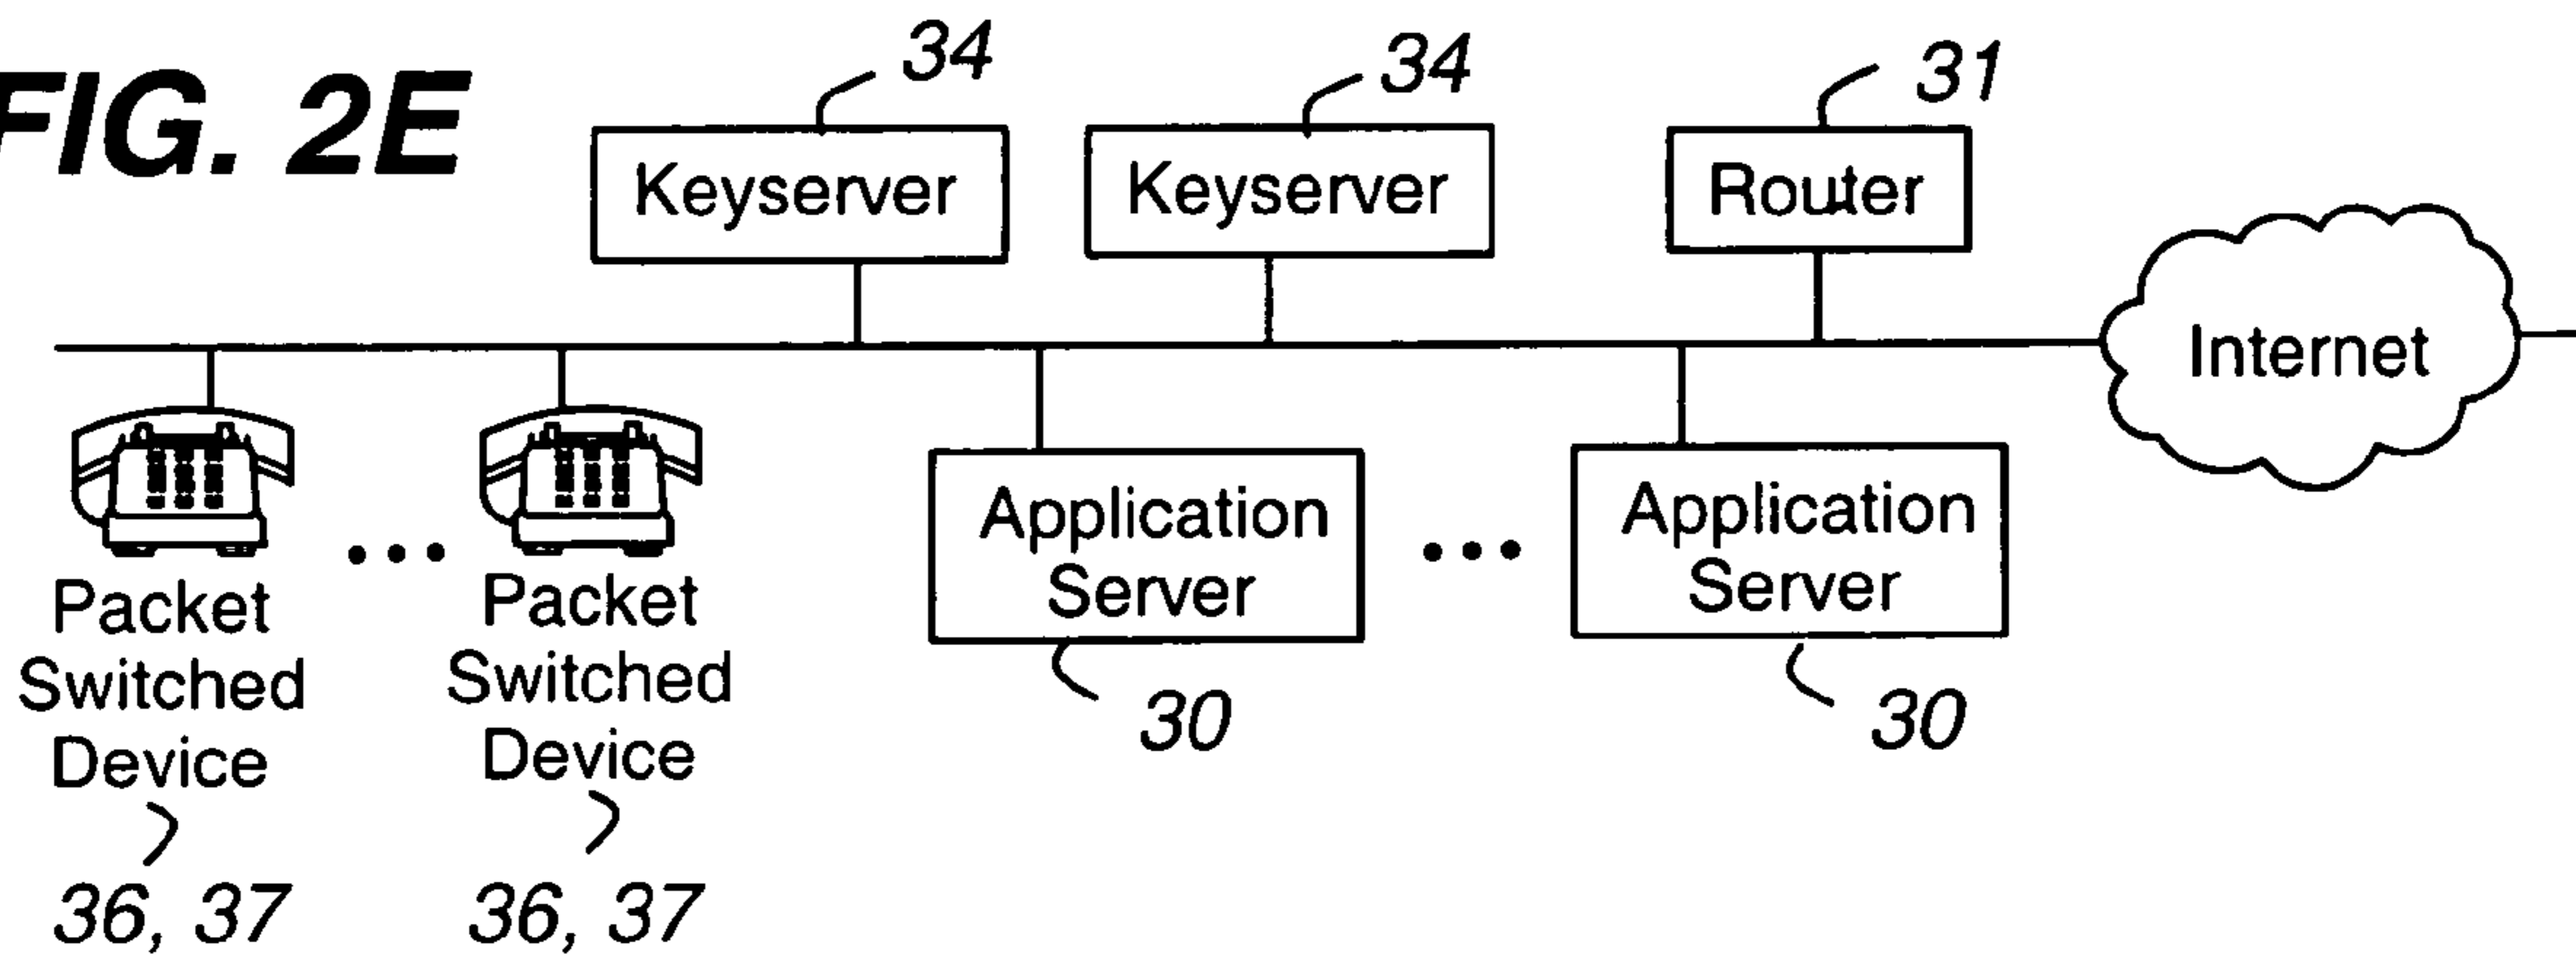 FIG. 2E
34
34
31
Keyserver
Keyserver
Router
Internet
Application
Server
Application
Server
Packet
Switched
Device
Packet
Switched
Device
30
30
36, 37
36, 37